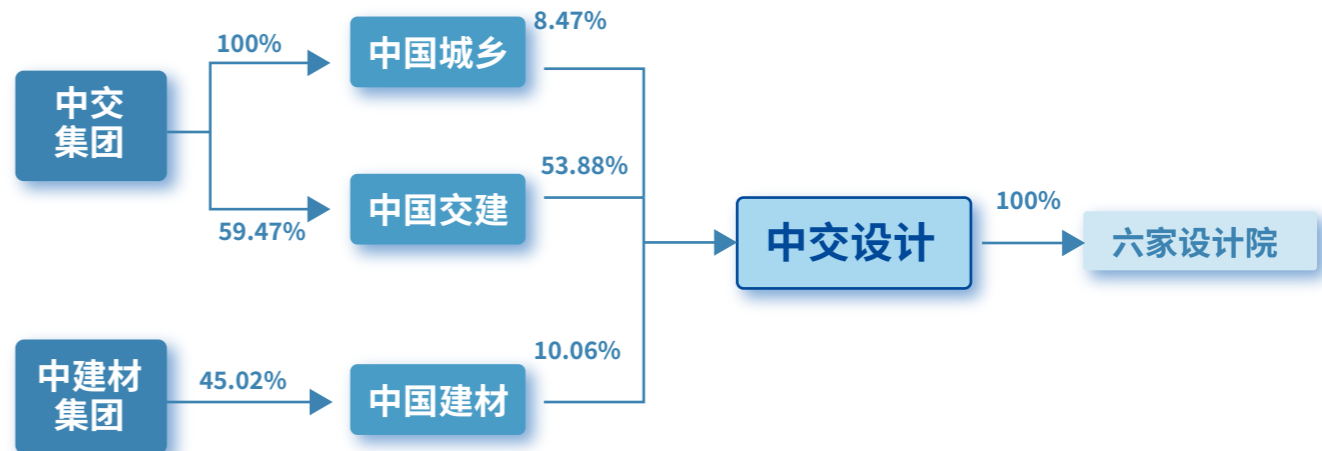 8.47%
100%
中国城乡
中交
集团
53.88%
中国交建
59.47%
100%
中交设计
六家设计院
10.06%
中建材
集团
45.02%
中国建材